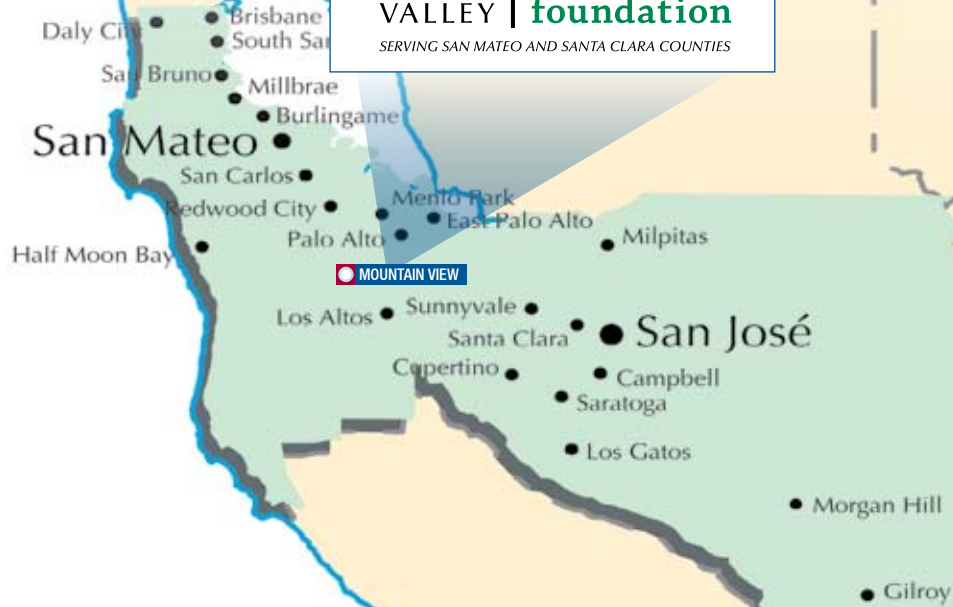 VALLEY | foundation
SERVING SAN MATEO AND SANTA CLARA COUNTIES
Brisbane
Daly City
South San
San Bruno
Millbrae
Burlingame
San Mateo
San Carlos
Menlo Park
Redwood City
East Palo Alto
Palo Alto
Milpitas
Half Moon Bay
MOUNTAIN VIEW
Los Altos
Sunnyvale
Santa Clara
San José
Cupertino
Campbell
Saratoga
Los Gatos
Morgan Hill
Gilroy